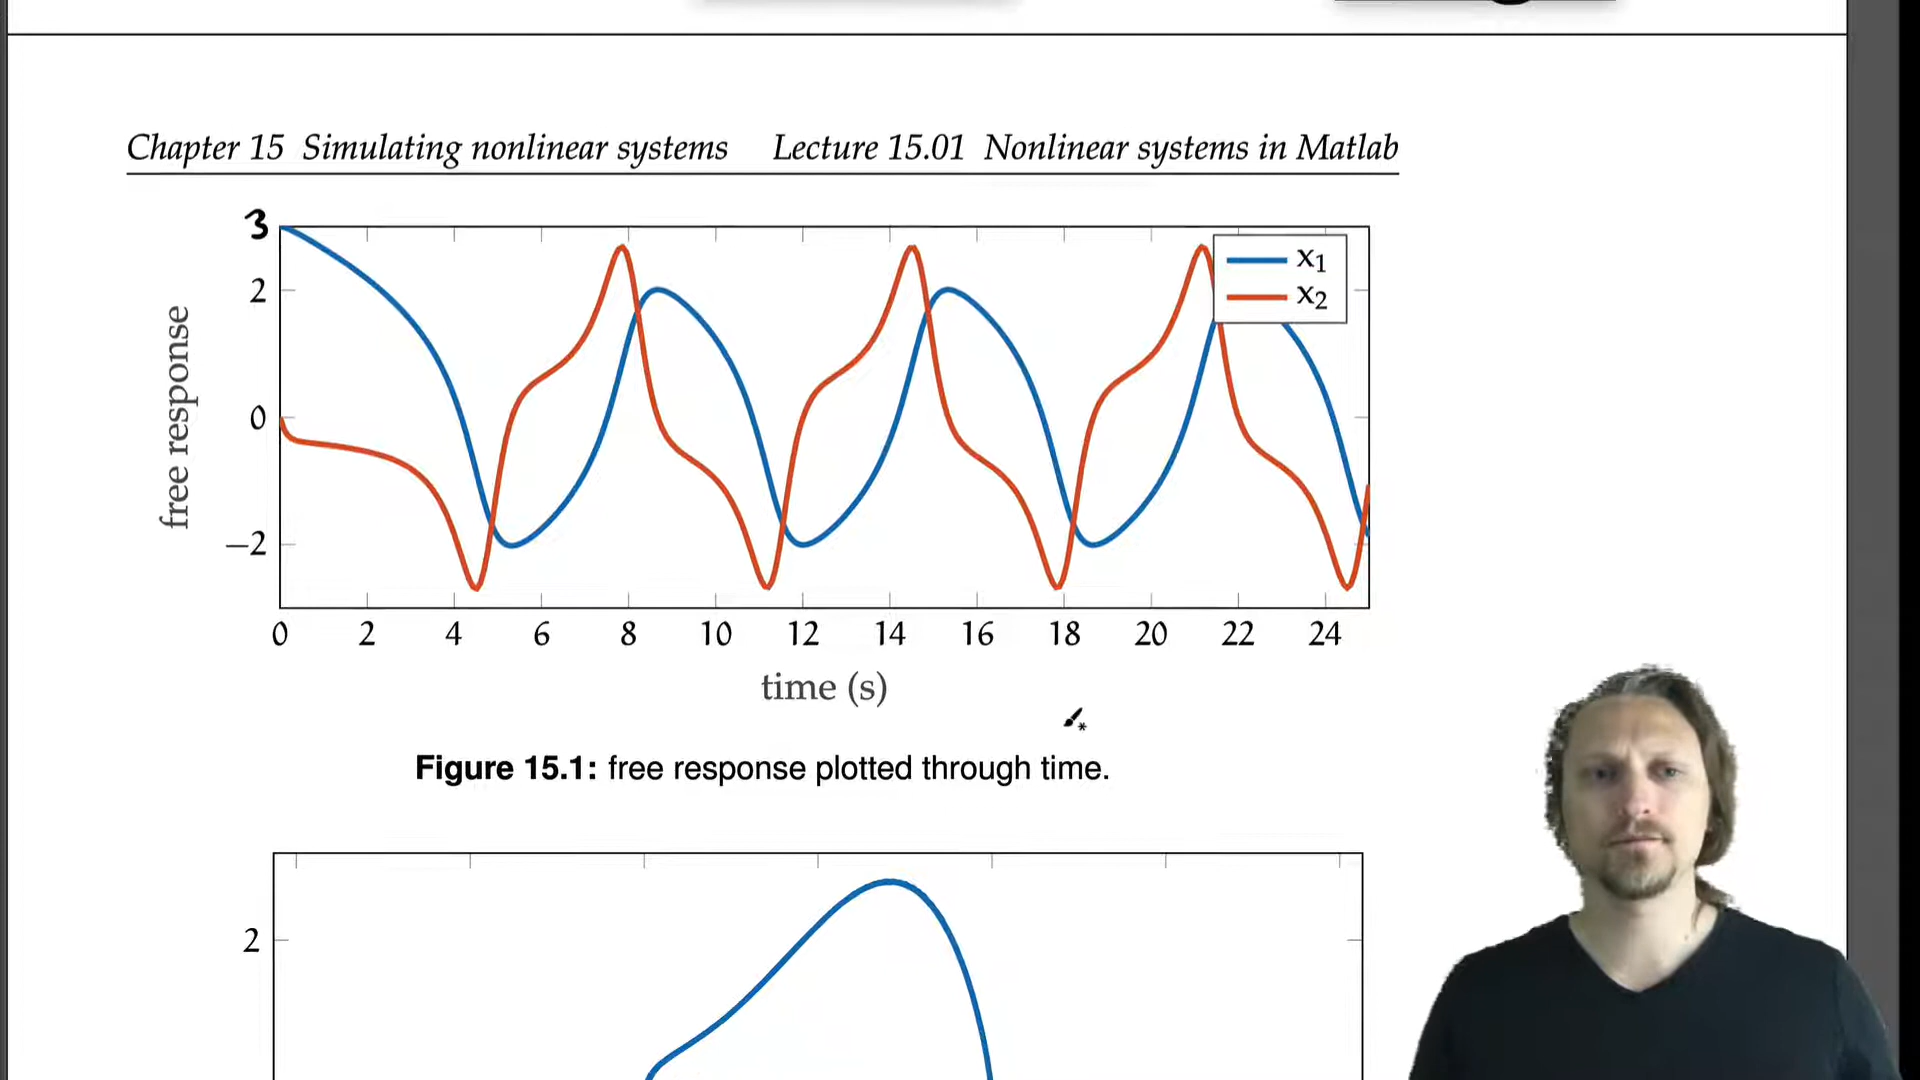 Chapter 15 Simulating nonlinear systems Lecture 15.01 Nonlinear systems in Matlab
3
2
0
−2
free response
x1
x2
0 2 4 6 8 10 12 14 16 18 20 22 24
time (s)
Figure 15.1: free response plotted through time.
2